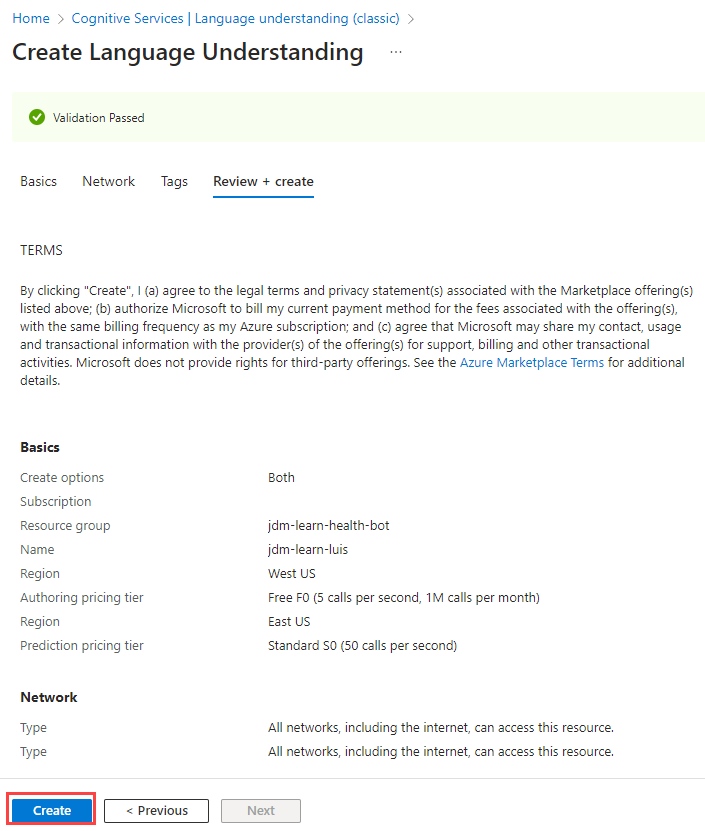 Home > Cognitive Services | Language understanding (classic) >
Create Language Understanding ...
Validation Passed
Basics Network Tags Review + create
TERMS
By clicking "Create", I (a) agree to the legal terms and privacy statement(s) associated with the Marketplace offering(s)
listed above; (b) authorize Microsoft to bill my current payment method for the fees associated with the offering(s),
with the same billing frequency as my Azure subscription; and (c) agree that Microsoft may share my contact, usage
and transactional information with the provider(s) of the offering(s) for support, billing and other transactional
activities. Microsoft does not provide rights for third-party offerings. See the Azure Marketplace Terms for additional
details.
Basics
Create options Both
Subscription
Resource group jdm-learn-health-bot
Name jdm-learn-luis
Region West US
Authoring pricing tier Free F0 (5 calls per second, 1M calls per month)
Region East US
Prediction pricing tier Standard S0 (50 calls per second)
Network
Type All networks, including the internet, can access this resource.
Type All networks, including the internet, can access this resource.
Create < Previous Next